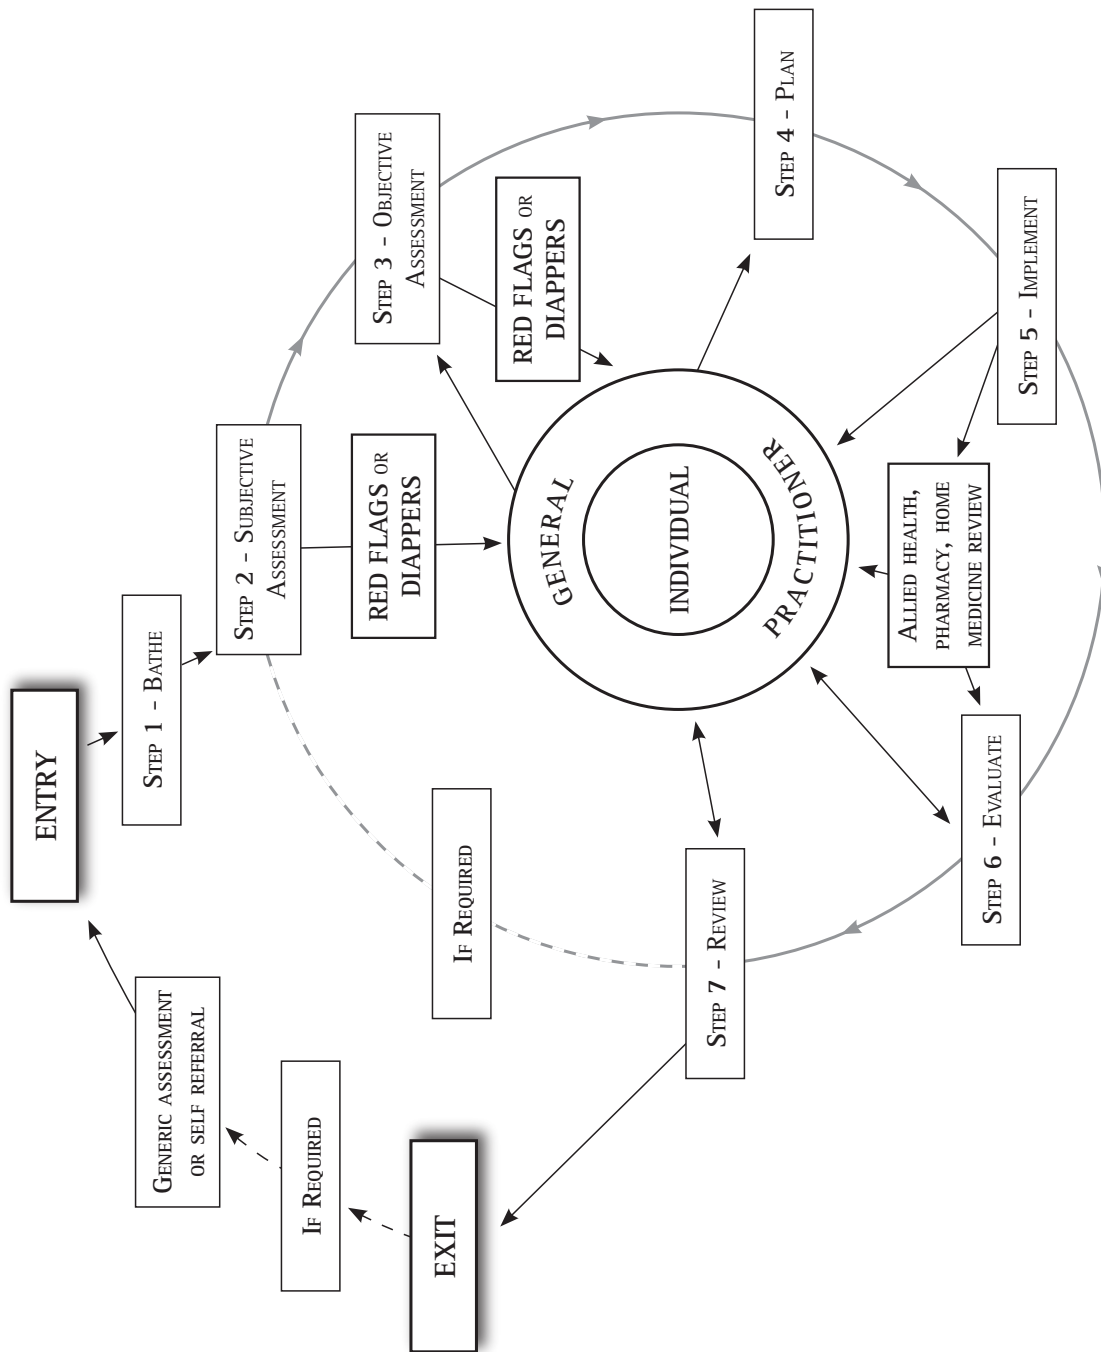 ENTRY
Step 1 - Bathe
Step 2 - Subjective
Assessment
RED FLAGS or
DIAPPERS
Step 3 - Objective
Assessment
RED FLAGS or
DIAPPERS
Step 4 - Plan
Step 5 - Implement
Allied health,
pharmacy, home
medicine review
Step 6 - Evaluate
Step 7 - Review
If Required
GENERAL
INDIVIDUAL
PRACTITIONER
EXIT
If Required
Generic assessment
or self referral